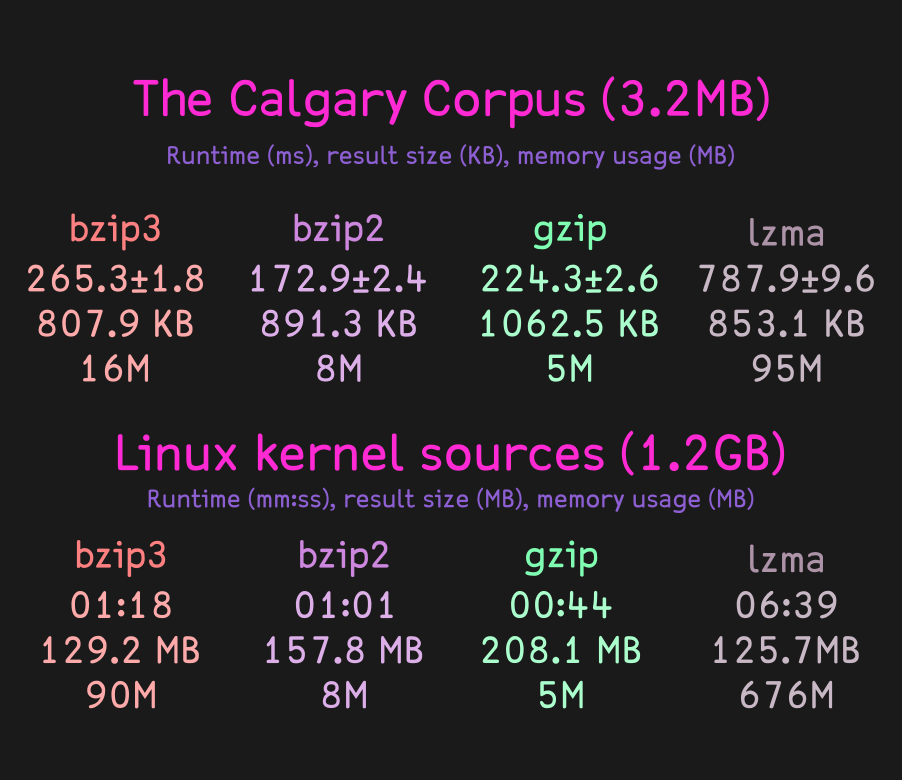 The Calgary Corpus (3.2MB)
Runtime (ms), result size (KB), memory usage (MB)
bzip3 bzip2 gzip lzma
265.3±1.8 172.9±2.4 224.3±2.6 787.9±9.6
807.9 KB 891.3 KB 1062.5 KB 853.1 KB
16M 8M 5M 95M
Linux kernel sources (1.2GB)
Runtime (mm:ss), result size (MB), memory usage (MB)
bzip3 bzip2 gzip lzma
01:18 01:01 00:44 06:39
129.2 MB 157.8 MB 208.1 MB 125.7MB
90M 8M 5M 676M